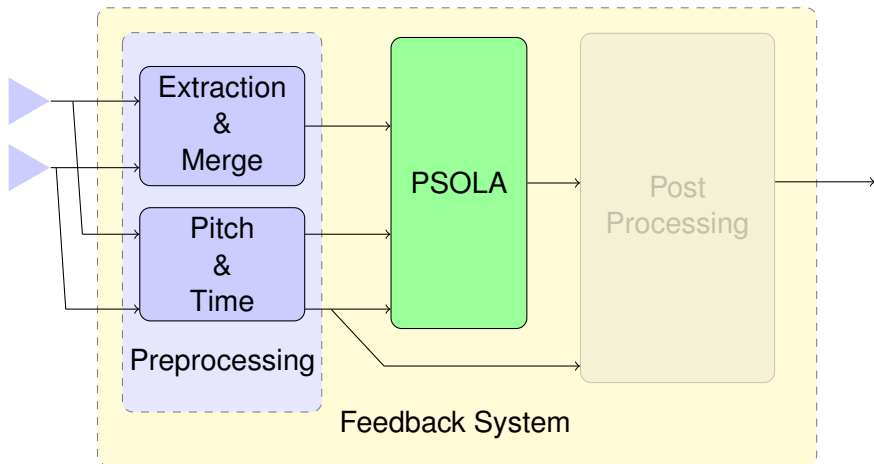 Extraction
&
Merge
Pitch
&
Time
Preprocessing
PSOLA
Post
Processing
Feedback System